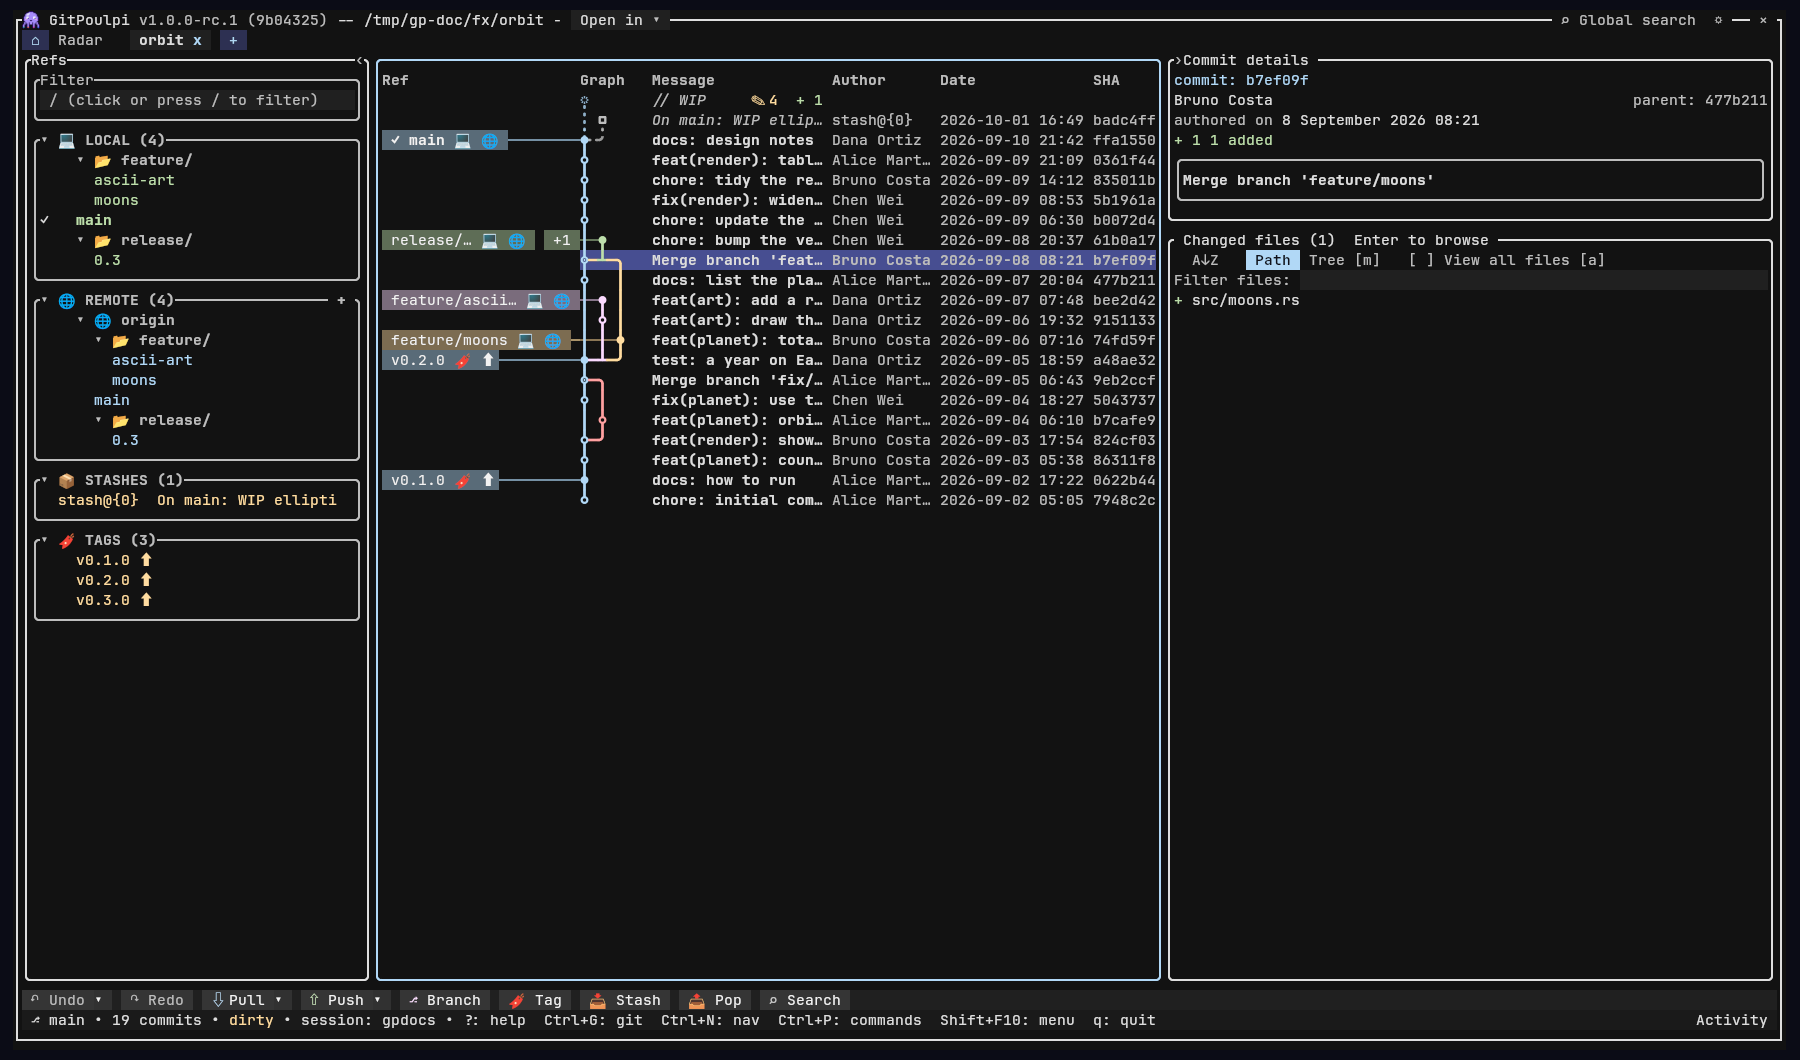 GitPoulpi v1.0.0-rc.1 (9b04325) -- /tmp/gp-doc/fx/orbit - Open in ▾ ⌕ Global search ×
⌂ Radar orbit x +
Refs ‹
Filter
/ (click or press / to filter)
▾ LOCAL (4)
▾ feature/
ascii-art
moons
✓ main
▾ release/
0.3
▾ REMOTE (4) +
▾ origin
▾ feature/
ascii-art
moons
main
▾ release/
0.3
▾ STASHES (1)
stash@{0} On main: WIP ellipti
▾ TAGS (3)
v0.1.0 ⬆
v0.2.0 ⬆
v0.3.0 ⬆
Ref Graph Message Author Date SHA
// WIP ✎ 4 + 1
On main: WIP ellip… stash@{0} 2026-10-01 16:49 badc4ff
✓ main docs: design notes Dana Ortiz 2026-09-10 21:42 ffa1550
feat(render): tabl… Alice Mart… 2026-09-09 21:09 0361f44
chore: tidy the re… Bruno Costa 2026-09-09 14:12 835011b
fix(render): widen… Chen Wei 2026-09-09 08:53 5b1961a
chore: update the … Chen Wei 2026-09-09 06:30 b0072d4
release/… +1 chore: bump the ve… Chen Wei 2026-09-08 20:37 61b0a17
Merge branch 'feat… Bruno Costa 2026-09-08 08:21 b7ef09f
docs: list the pla… Alice Mart… 2026-09-07 20:04 477b211
feature/ascii… feat(art): add a r… Dana Ortiz 2026-09-07 07:48 bee2d42
feat(art): draw th… Dana Ortiz 2026-09-06 19:32 9151133
feature/moons feat(planet): tota… Bruno Costa 2026-09-06 07:16 74fd59f
v0.2.0 ⬆ test: a year on Ea… Dana Ortiz 2026-09-05 18:59 a48ae32
Merge branch 'fix/… Alice Mart… 2026-09-05 06:43 9eb2ccf
fix(planet): use t… Chen Wei 2026-09-04 18:27 5043737
feat(planet): orbi… Alice Mart… 2026-09-04 06:10 b7cafe9
feat(render): show… Bruno Costa 2026-09-03 17:54 824cf03
feat(planet): coun… Bruno Costa 2026-09-03 05:38 86311f8
v0.1.0 ⬆ docs: how to run Alice Mart… 2026-09-02 17:22 0622b44
chore: initial com… Alice Mart… 2026-09-02 05:05 7948c2c
›Commit details
commit: b7ef09f
Bruno Costa parent: 477b211
authored on 8 September 2026 08:21
+ 1 1 added
Merge branch 'feature/moons'
Changed files (1) Enter to browse
A↓Z Path Tree [m] [ ] View all files [a]
Filter files:
+ src/moons.rs
Undo ▾ Redo Pull ▾ Push ▾ Branch Tag Stash Pop Search
main • 19 commits • dirty • session: gpdocs • ?: help Ctrl+G: git Ctrl+N: nav Ctrl+P: commands Shift+F10: menu q: quit Activity